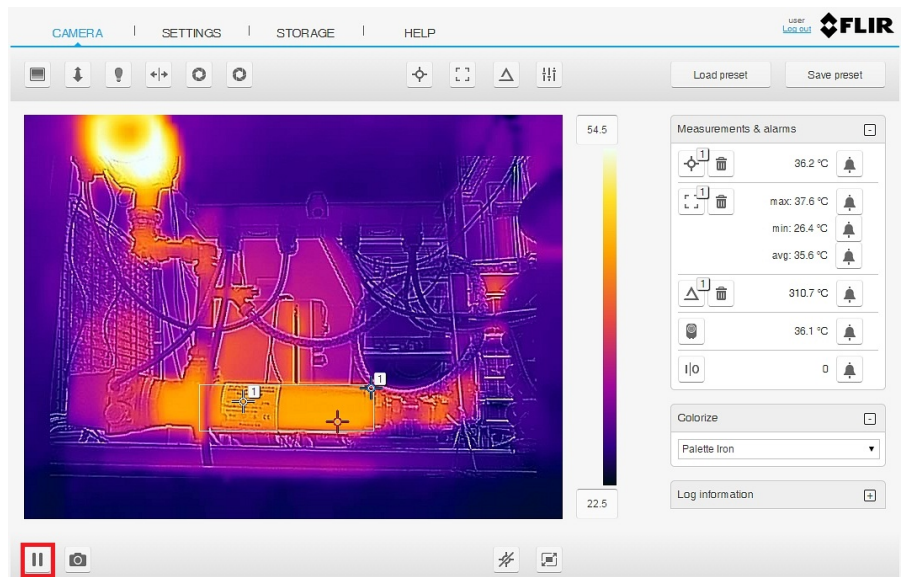 CAMERA SETTINGS STORAGE HELP
user
Log out
FLIR
Load preset Save preset
Measurements & alarms
1 36.2 °C
1 max: 37.6 °C
min: 26.4 °C
avg: 35.6 °C
1 310.7 °C
36.1 °C
I|O 0
Colorize
Palette Iron
Log information
54.5
22.5
1
1